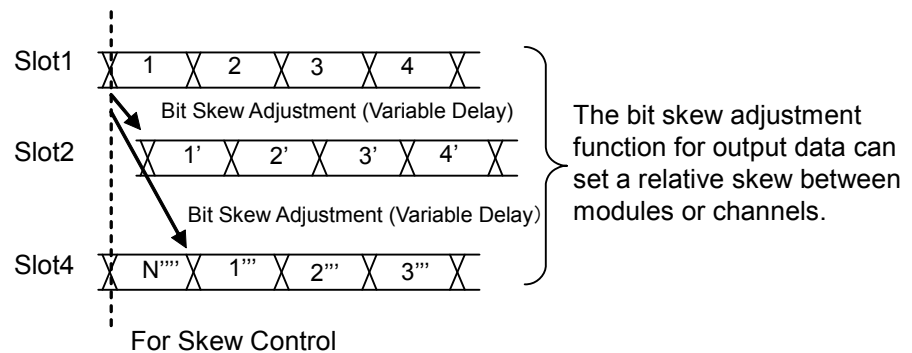 Slot1 1 2 3 4
Bit Skew Adjustment (Variable Delay)
Slot2 1’ 2’ 3’ 4’
Bit Skew Adjustment (Variable Delay)
Slot4 N’’’’ 1’’’ 2’’’ 3’’’
For Skew Control
The bit skew adjustment
function for output data can
set a relative skew between
modules or channels.